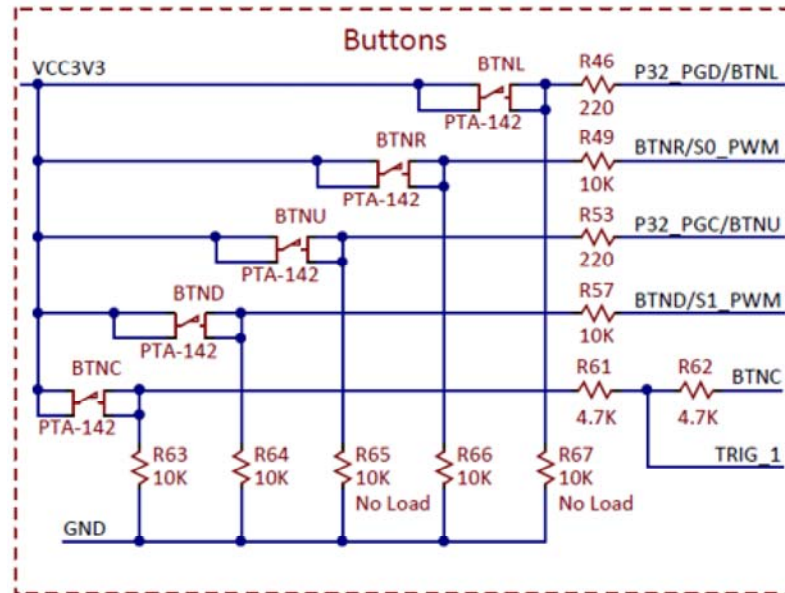 Buttons
VCC3V3
BTNL
R46
P32_PGD/BTNL
PTA-142
220
BTNR
R49
BTNR/S0_PWM
PTA-142
10K
BTNU
R53
P32_PGC/BTNU
PTA-142
220
BTND
R57
BTND/S1_PWM
PTA-142
10K
BTNC
R61
R62
BTNC
PTA-142
4.7K
4.7K
TRIG_1
R63
10K
R64
10K
R65
10K
No Load
R66
10K
R67
10K
No Load
GND